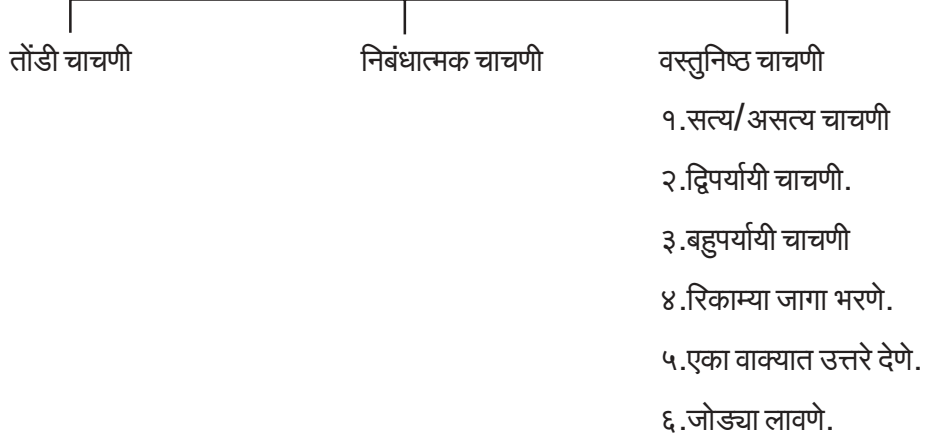 तोंडी चाचणी निबंधात्मक चाचणी वस्तुनिष्ठ चाचणी
१.सत्य/असत्य चाचणी
२.द्विपर्यायी चाचणी.
३.बहुपर्यायी चाचणी
४.रिकाम्या जागा भरणे.
५.एका वाक्यात उत्तरे देणे.
६.जोड्या लावणे.